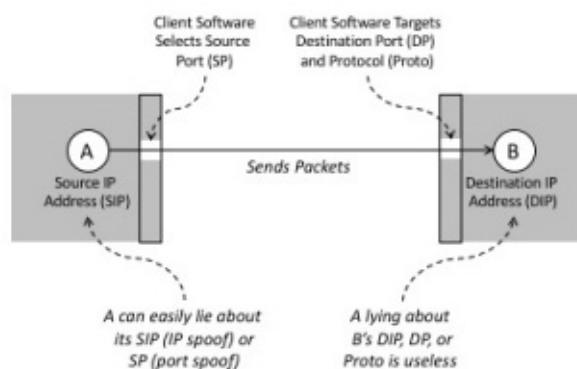 Client Software
Selects Source
Port (SP)
Client Software Targets
Destination Port (DP)
and Protocol (Proto)
A
B
Sends Packets
Source IP
Address (SIP)
Destination IP
Address (DIP)
A can easily lie about
its SIP (IP spoof) or
SP (port spoof)
A lying about
B's DIP, DP, or
Proto is useless